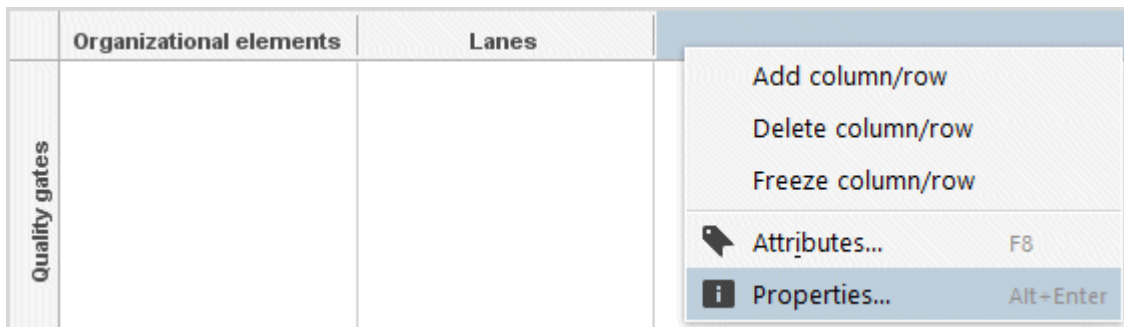 Organizational elements
Lanes
Add column/row
Delete column/row
Freeze column/row
Quality gates
Attributes... F8
Properties... Alt+Enter